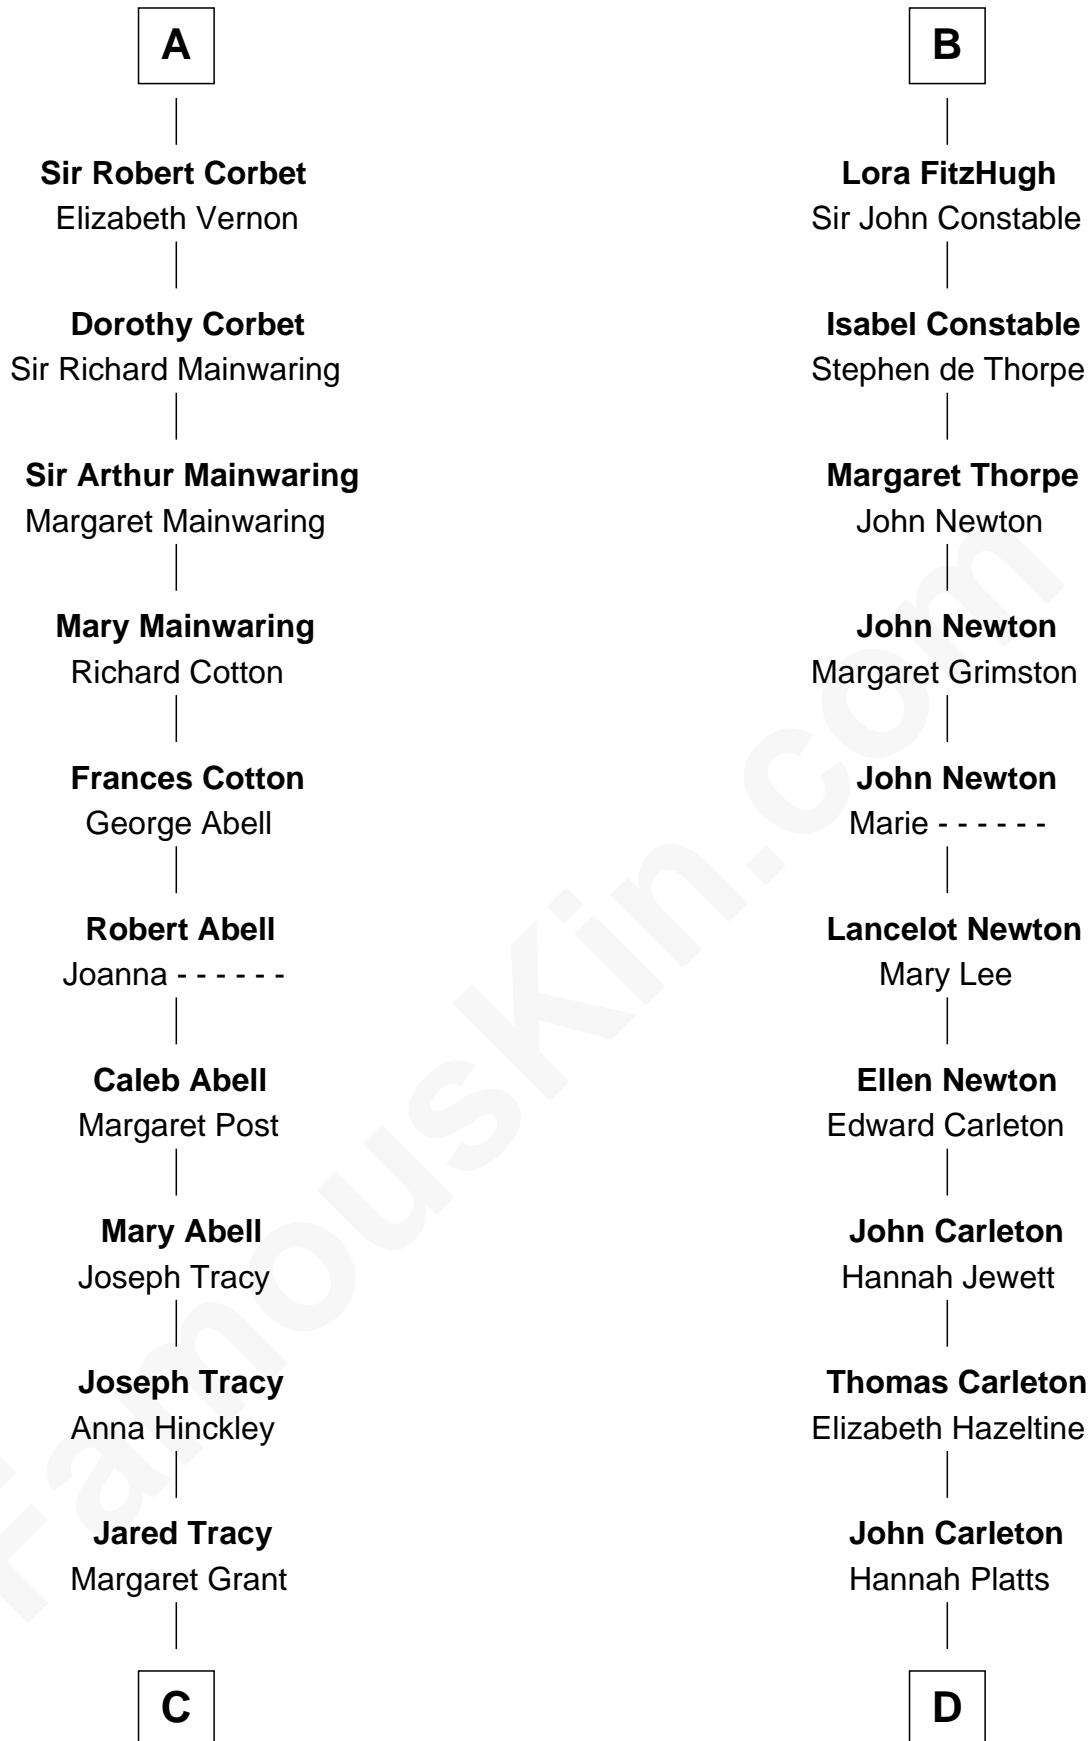 A
Sir Robert Corbet
Elizabeth Vernon
Dorothy Corbet
Sir Richard Mainwaring
Sir Arthur Mainwaring
Margaret Mainwaring
Mary Mainwaring
Richard Cotton
Frances Cotton
George Abell
Robert Abell
Joanna - - - - - -
Caleb Abell
Margaret Post
Mary Abell
Joseph Tracy
Joseph Tracy
Anna Hinckley
Jared Tracy
Margaret Grant
C
B
Lora FitzHugh
Sir John Constable
Isabel Constable
Stephen de Thorpe
Margaret Thorpe
John Newton
John Newton
Margaret Grimston
John Newton
Marie - - - - - -
Lancelot Newton
Mary Lee
Ellen Newton
Edward Carleton
John Carleton
Hannah Jewett
Thomas Carleton
Elizabeth Hazeltine
John Carleton
Hannah Platts
D
FamousKin.com